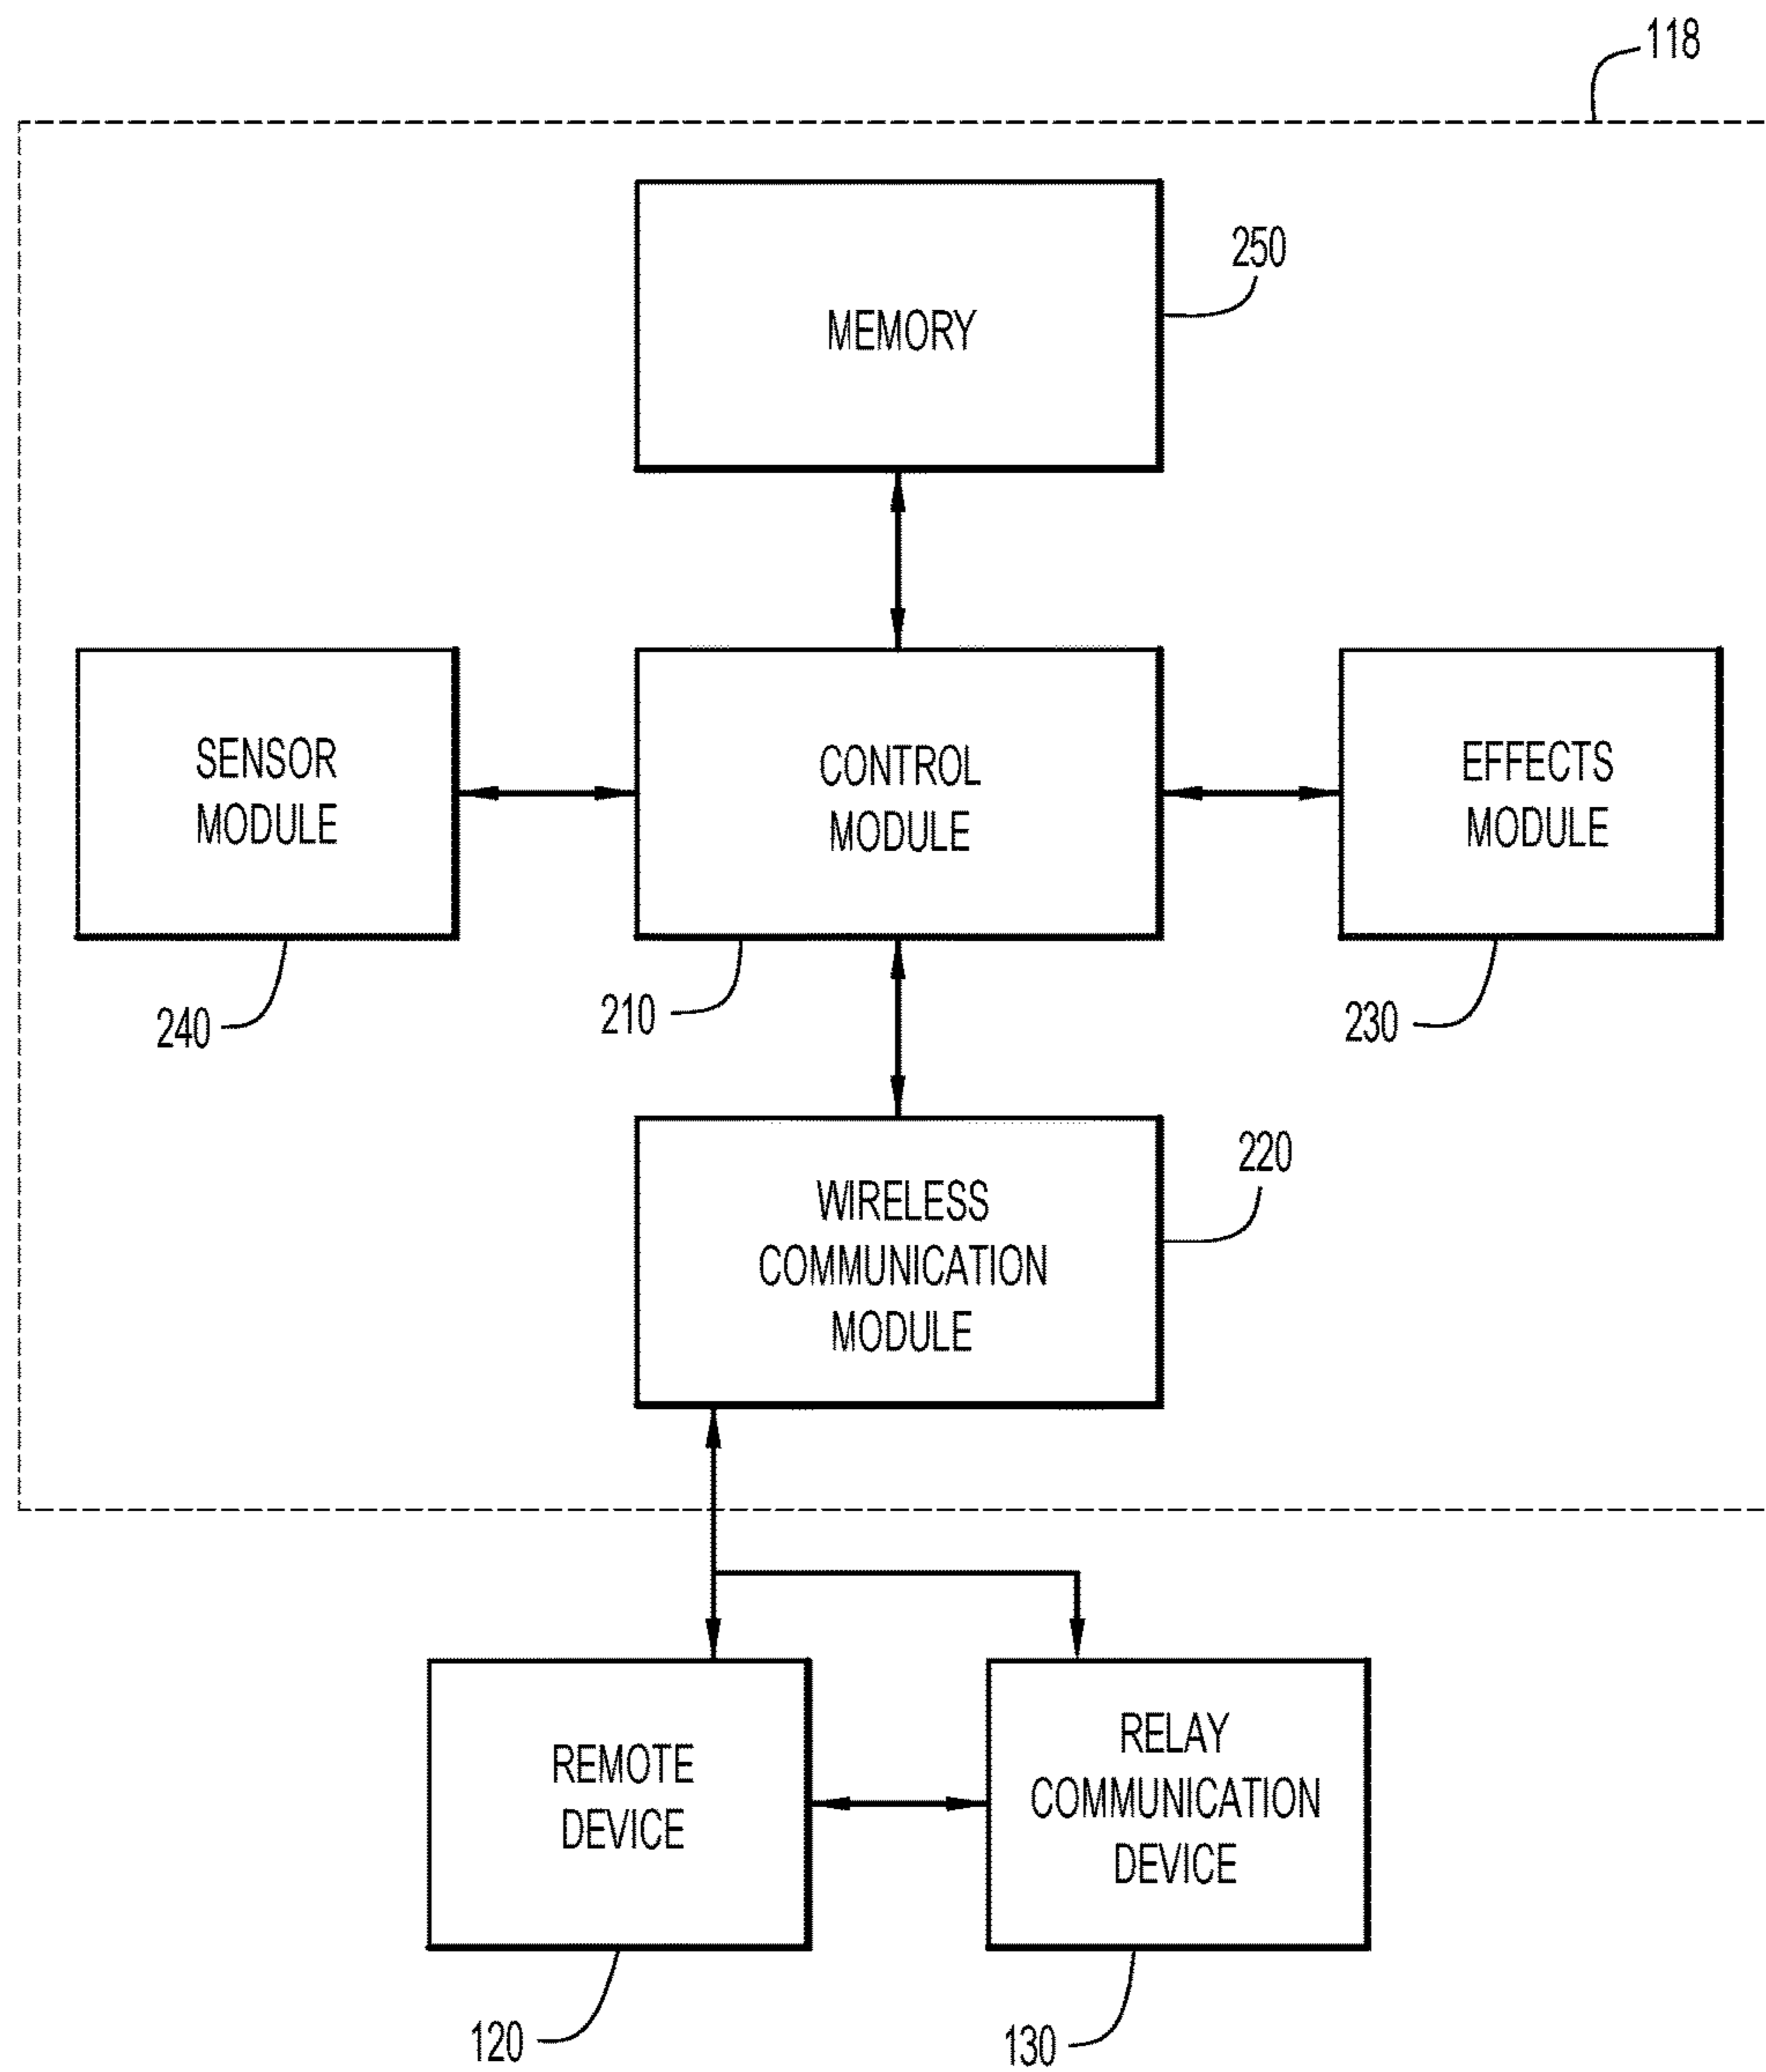 118
MEMORY
250
SENSOR
MODULE
CONTROL
MODULE
EFFECTS
MODULE
240
210
230
WIRELESS
COMMUNICATION
MODULE
220
REMOTE
DEVICE
RELAY
COMMUNICATION
DEVICE
120
130